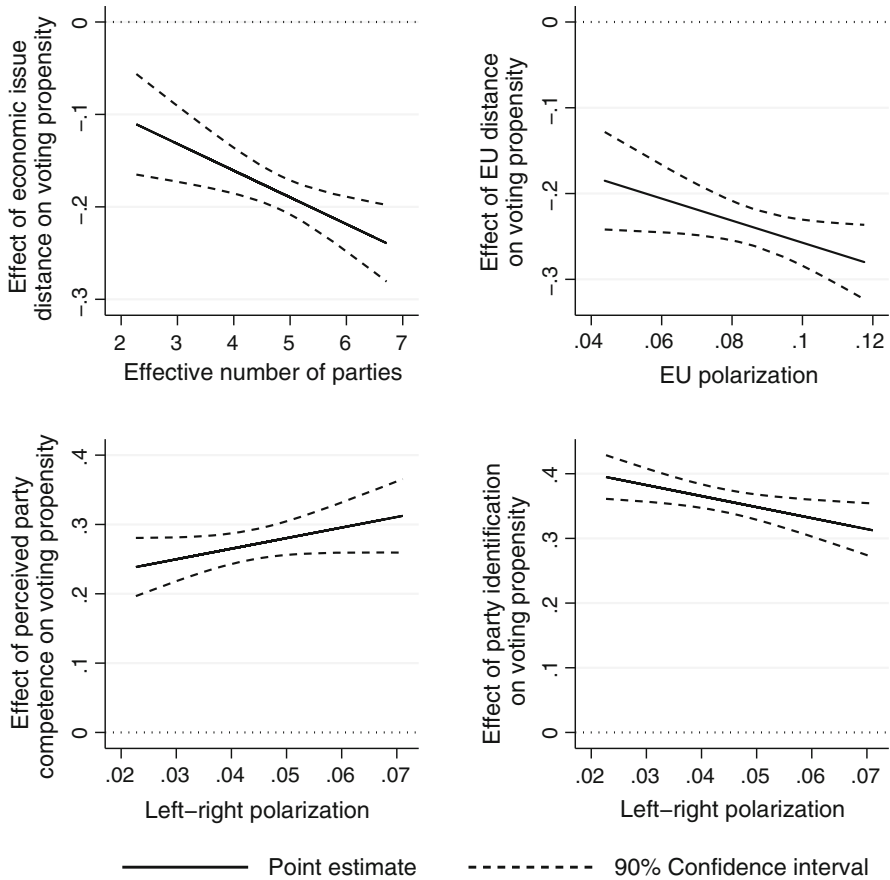 Effect of economic issue
distance on voting propensity
0
–.1
–.2
–.3
2 3 4 5 6 7
Effective number of parties
Effect of EU distance
on voting propensity
0
–.1
–.2
–.3
.04 .06 .08 .1 .12
EU polarization
Effect of perceived party
competence on voting propensity
.4
.3
.2
.1
0
.02 .03 .04 .05 .06 .07
Left–right polarization
Effect of party identification
on voting propensity
.4
.3
.2
.1
0
.02 .03 .04 .05 .06 .07
Left–right polarization
Point estimate
90% Confidence interval